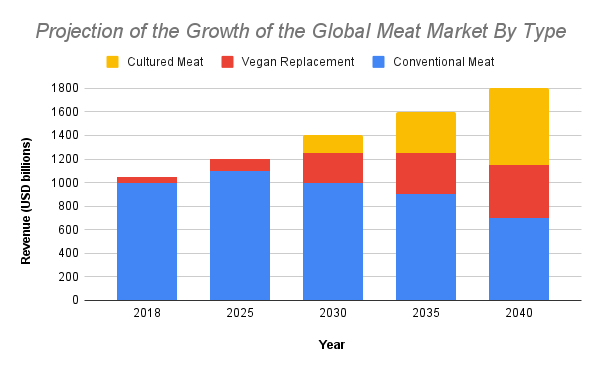 Projection of the Growth of the Global Meat Market By Type
Cultured Meat Vegan Replacement Conventional Meat
Revenue (USD billions)
1800
1600
1400
1200
1000
800
600
400
200
0
2018 2025 2030 2035 2040
Year